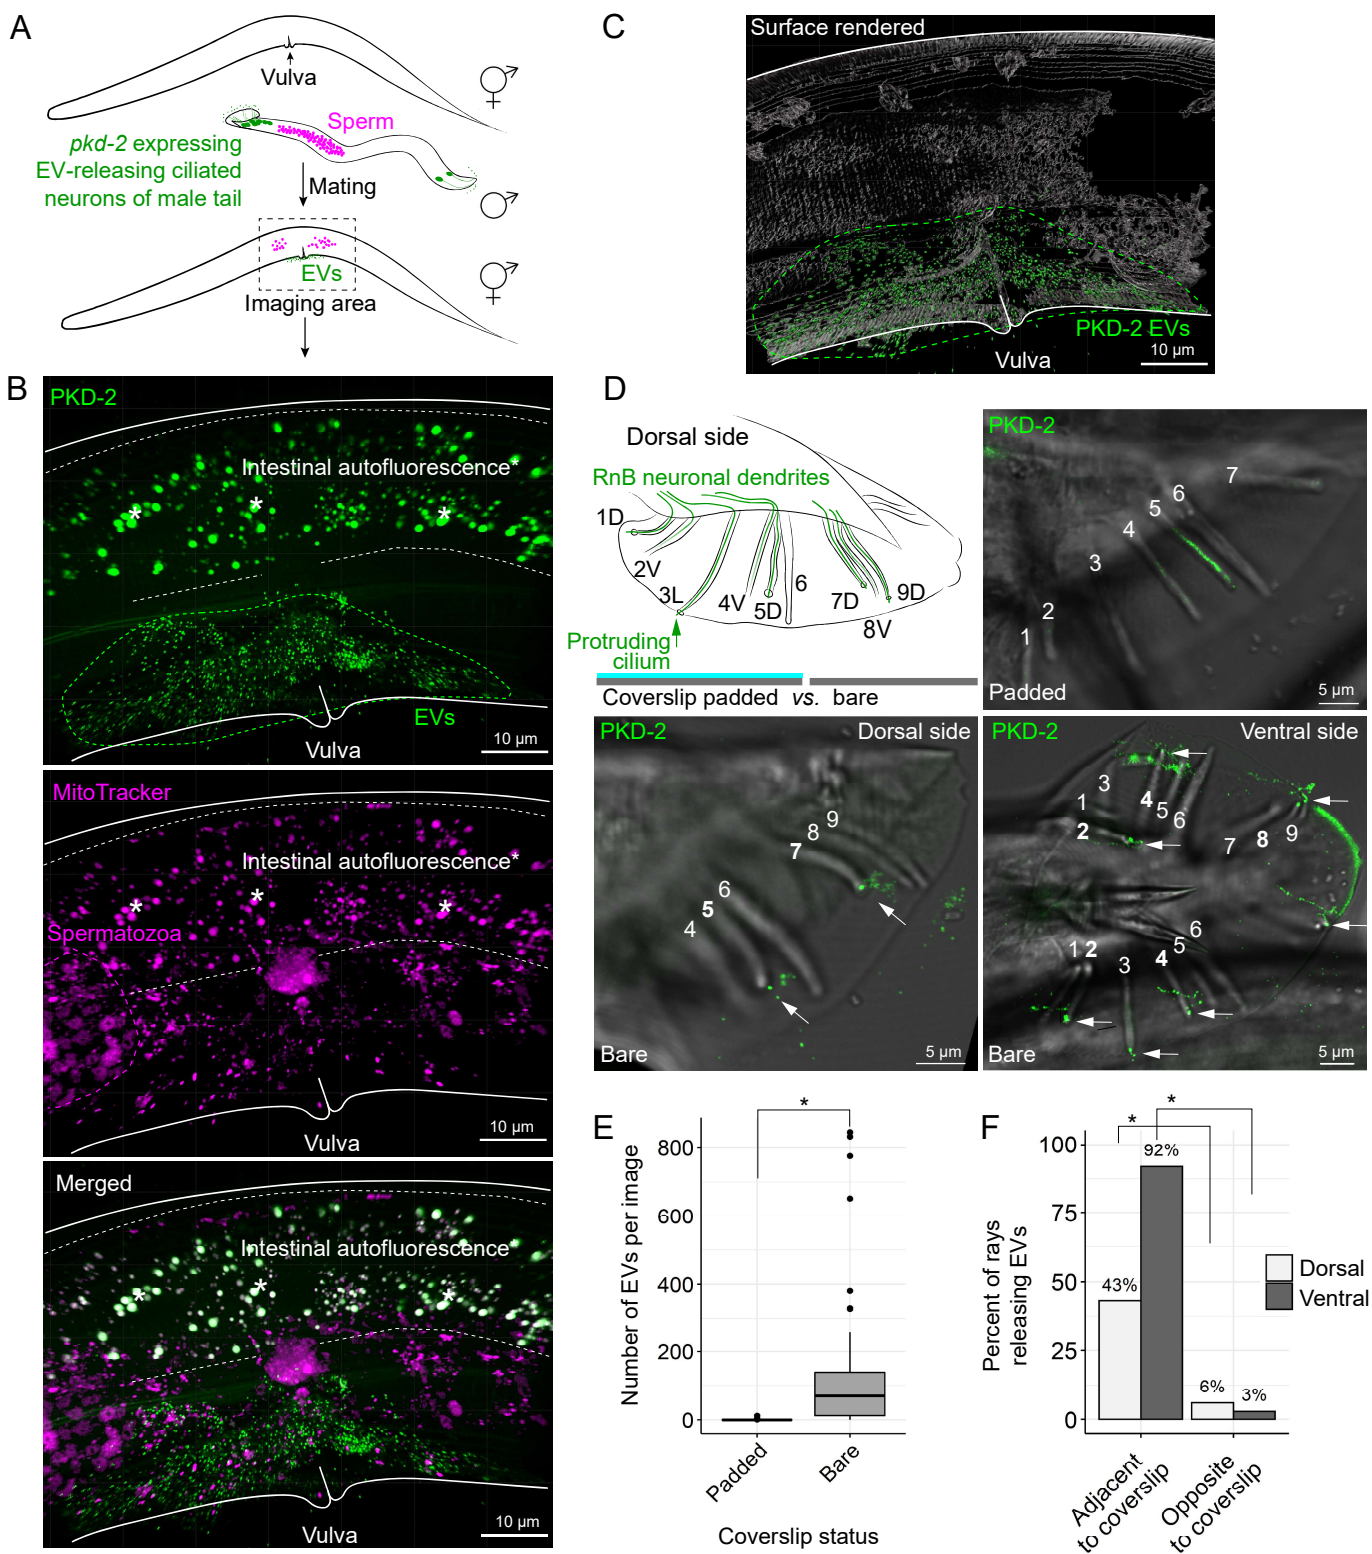 A
Vulva
Sperm
pkd-2 expressing
EV-releasing ciliated
neurons of male tail
Mating
EVs
Imaging area
B
PKD-2
Intestinal autofluorescence*
*
*
*
EVs
Vulva
10 µm
MitoTracker
Intestinal autofluorescence*
*
*
*
Spermatozoa
10 µm
Vulva
Merged
Intestinal autofluorescence*
*
*
*
10 µm
Vulva
C
Surface rendered
PKD-2 EVs
Vulva
10 µm
D
Dorsal side
RnB neuronal dendrites
1D
2V
3L
4V
5D
6
7D
8V
9D
Protruding
cilium
Coverslip padded vs. bare
PKD-2
7
6
5
4
3
2
1
Padded
5 µm
PKD-2
Dorsal side
9
8
7
6
5
4
Bare
5 µm
PKD-2
Ventral side
3
1
4
5
2
6
7
8
9
6
1
2
5
3
4
Bare
5 µm
E
*
Number of EVs per image
800
600
400
200
0
Padded
Bare
Coverslip status
F
*
*
Percent of rays
releasing EVs
100
75
50
25
0
92%
43%
6%
3%
Dorsal
Ventral
Adjacent
to coverslip
Opposite
to coverslip